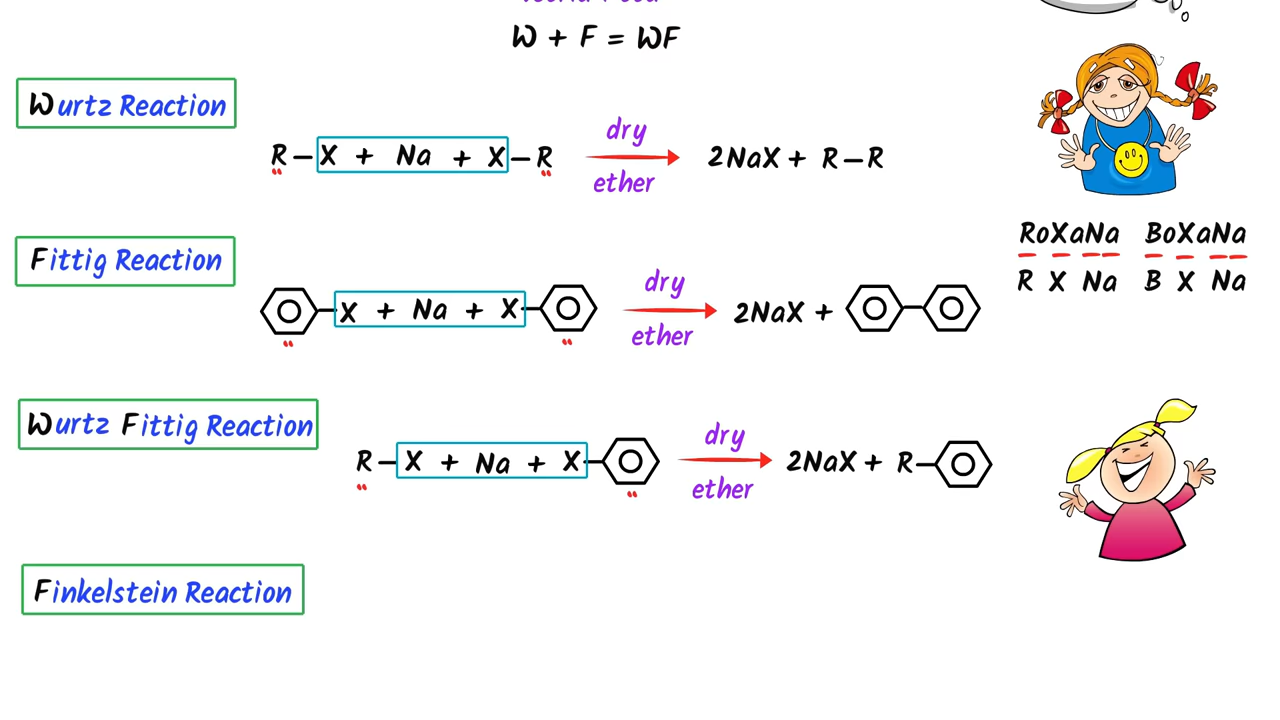 W + F = WF
Wurtz Reaction
R – X + Na + X – R dry ether 2NaX + R – R
RoXaNa BoXaNa
R X Na B X Na
Fittig Reaction
X + Na + X dry ether 2NaX +
Wurtz Fittig Reaction
R – X + Na + X dry ether 2NaX + R –
Finkelstein Reaction